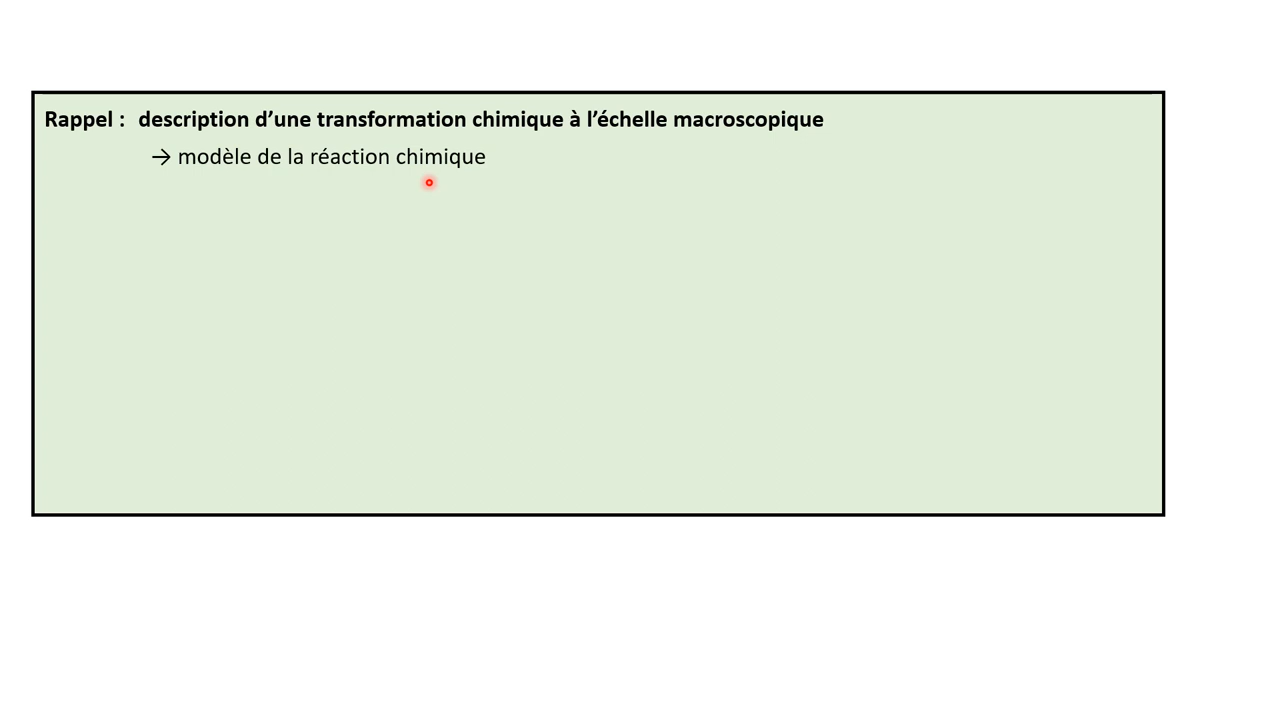 Rappel : description d’une transformation chimique à l’échelle macroscopique
→ modèle de la réaction chimique